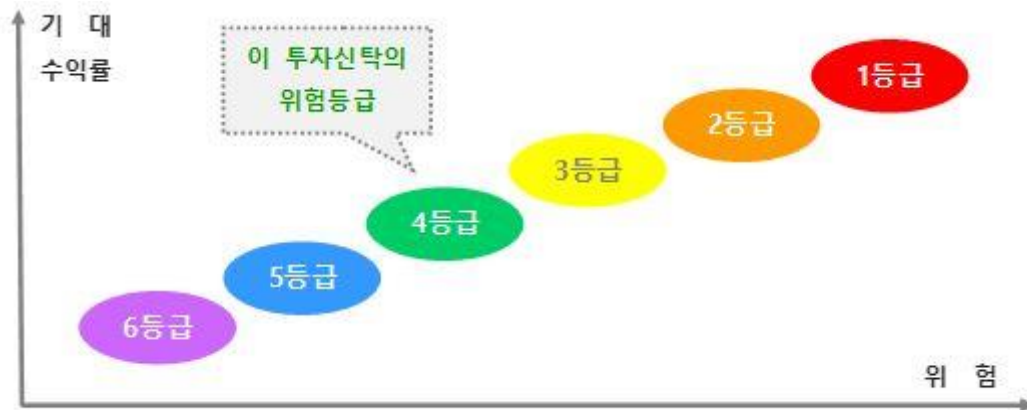 기 대
수익률
이 투자신탁의
위험등급
1등급
2등급
3등급
4등급
5등급
6등급
위 험